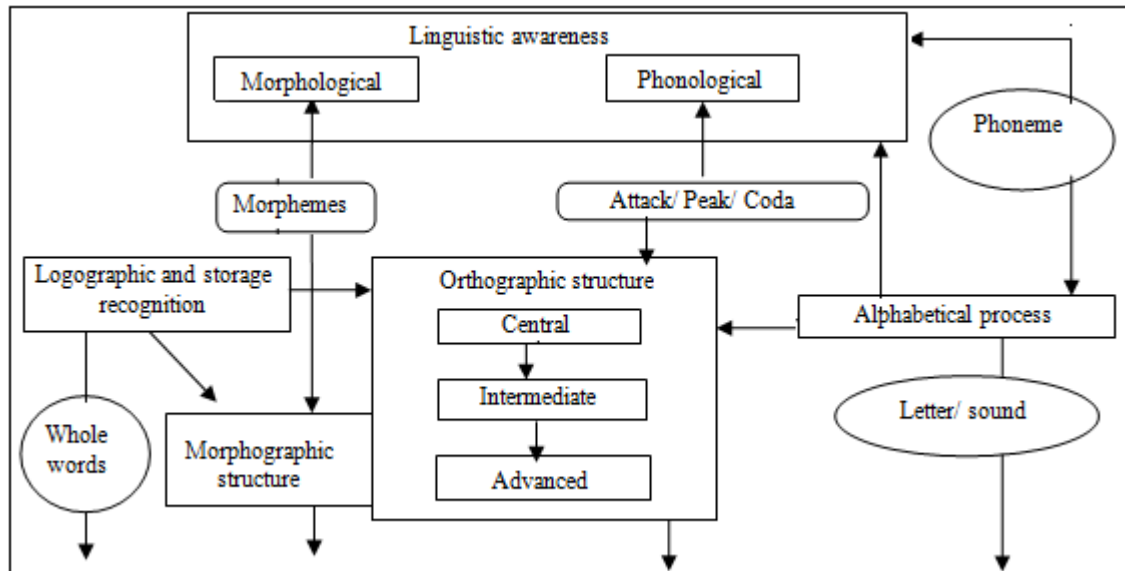 Linguistic awareness
Morphological
Phonological
Phoneme
Morphemes
Attack/ Peak/ Coda
Logographic and storage
recognition
Orthographic structure
Central
Alphabetical process
Intermediate
Letter/ sound
Whole
words
Morphographic
structure
Advanced